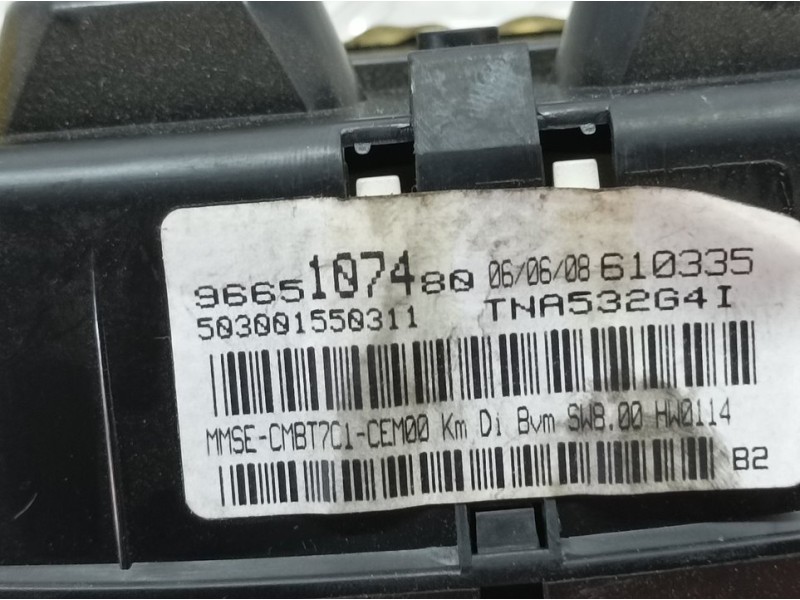 9665107480 06/06/08 610335
503001550311 TNA532G4I
MMSE-CMBT7C1-CEM00 Km Di Bvm SW8.00 HW0114
B2